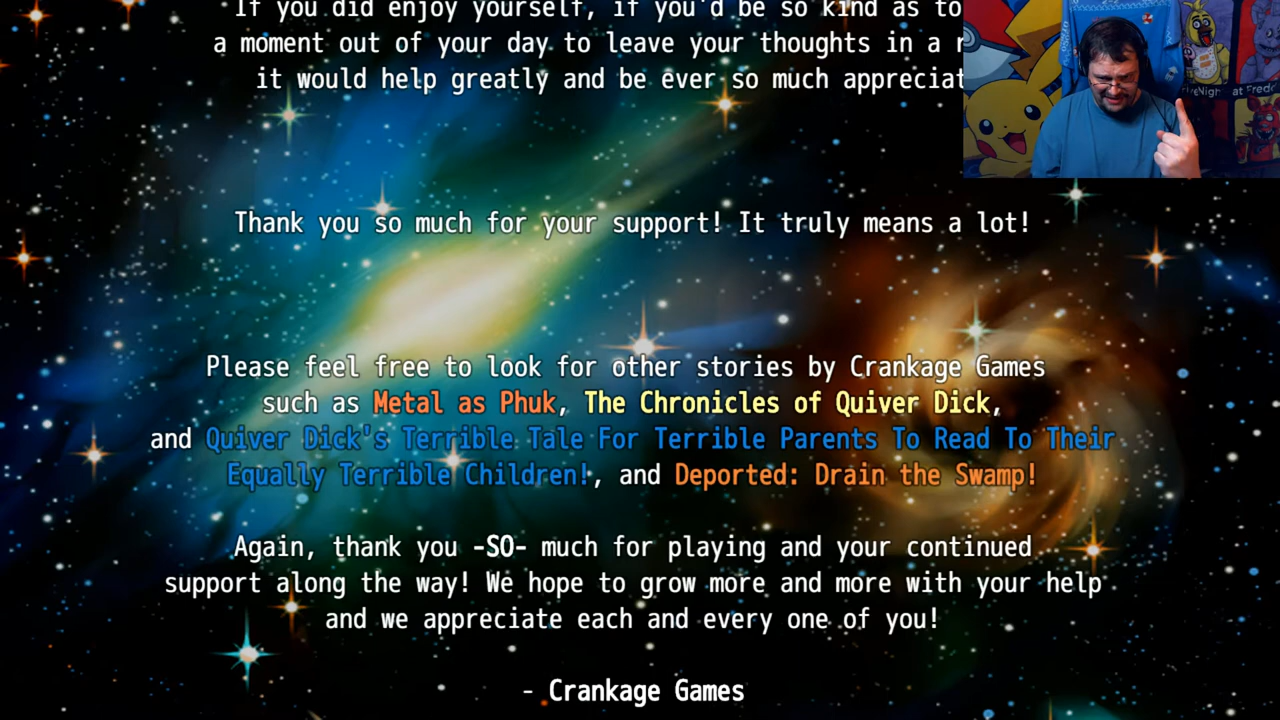 If you did enjoy yourself, if you'd be so kind as to
a moment out of your day to leave your thoughts in a
it would help greatly and be ever so much appreciat
Night at Fredd
Thank you so much for your support! It truly means a lot!
Please feel free to look for other stories by Crankage Games
such as Metal as Phuk, The Chronicles of Quiver Dick,
and Quiver Dick's Terrible Tale For Terrible Parents To Read To Their
Equally Terrible Children!, and Deported: Drain the Swamp!
Again, thank you -SO- much for playing and your continued
support along the way! We hope to grow more and more with your help
and we appreciate each and every one of you!
- Crankage Games